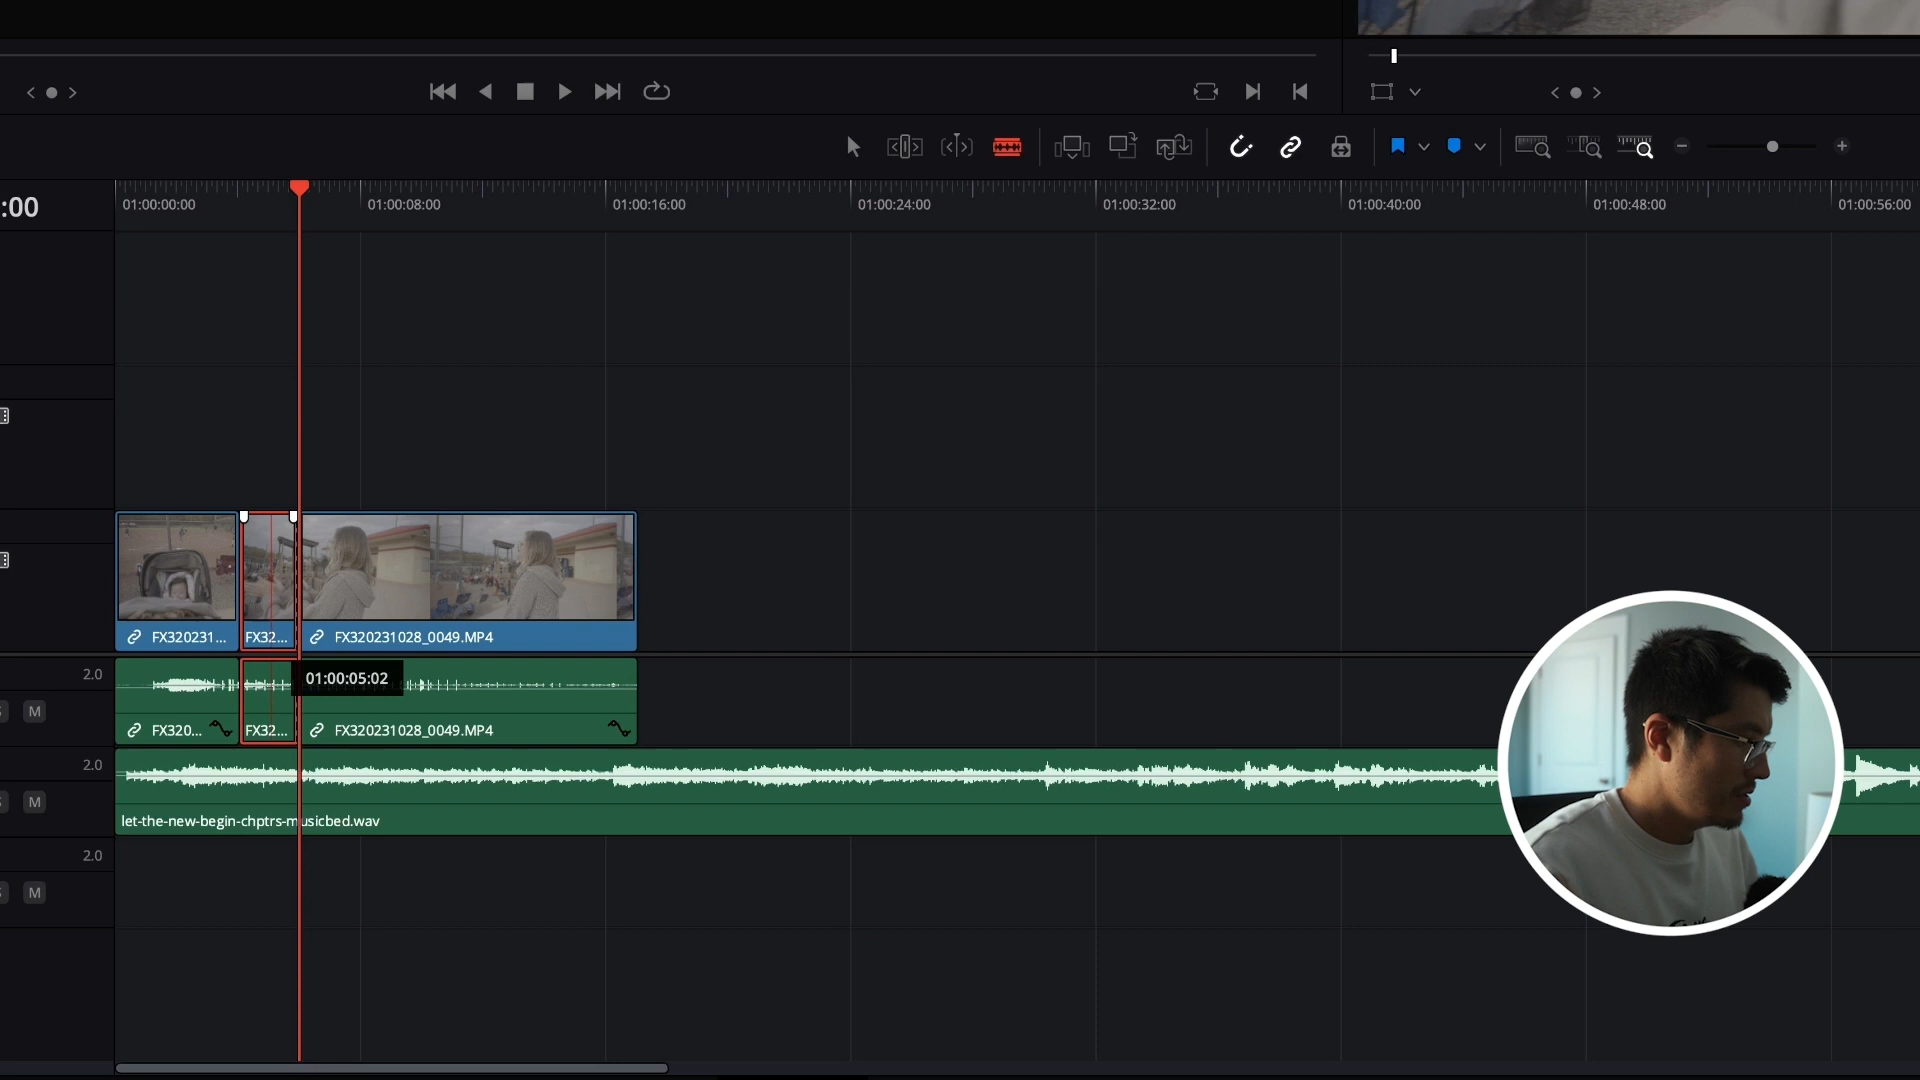 :00
01:00:00:00
01:00:08:00
01:00:16:00
01:00:24:00
01:00:32:00
01:00:40:00
01:00:48:00
01:00:56:00
FX320231...
FX32...
FX320231028_0049.MP4
2.0
01:00:05:02
M
FX320...
FX32...
FX320231028_0049.MP4
2.0
M
let-the-new-begin-chptrs-musicbed.wav
2.0
M